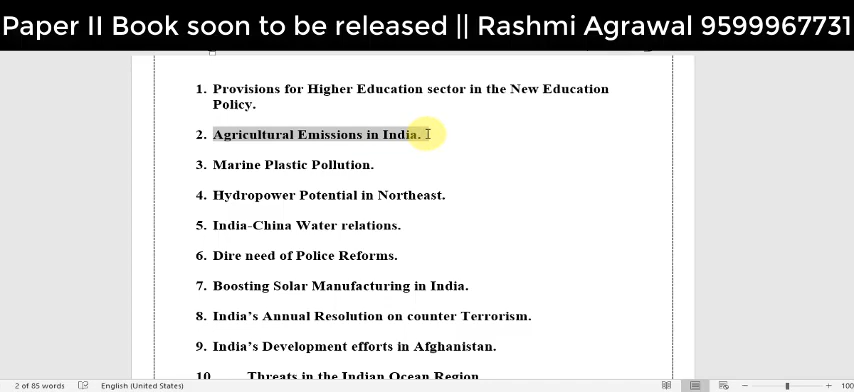 Paper II Book soon to be released || Rashmi Agrawal 9599967731
1. Provisions for Higher Education sector in the New Education
Policy.
2. Agricultural Emissions in India.
3. Marine Plastic Pollution.
4. Hydropower Potential in Northeast.
5. India-China Water relations.
6. Dire need of Police Reforms.
7. Boosting Solar Manufacturing in India.
8. India's Annual Resolution on counter Terrorism.
9. India's Development efforts in Afghanistan.
10. Threats in the Indian Ocean Region
2 of 85 words English (United States) 100